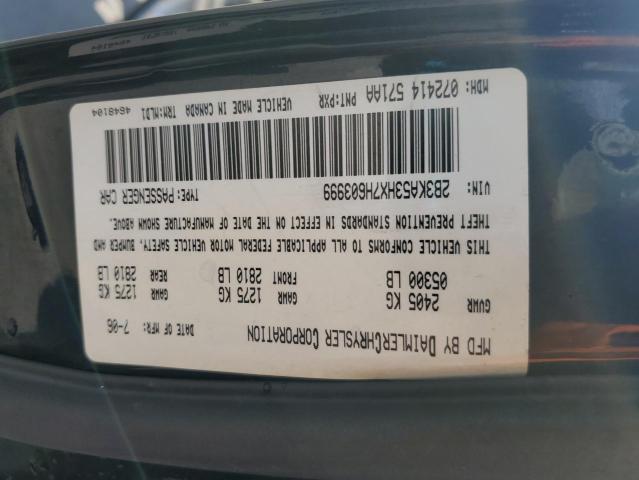 MFD BY DAIMLERCHRYSLER CORPORATION DATE OF MFR: 7-06
GVWR GAWR FRONT GAWR REAR
2405 KG 1275 KG 1275 KG
05300 LB 2810 LB 2810 LB
THIS VEHICLE CONFORMS TO ALL APPLICABLE FEDERAL MOTOR VEHICLE SAFETY, BUMPER AND
THEFT PREVENTION STANDARDS IN EFFECT ON THE DATE OF MANUFACTURE SHOWN ABOVE.
VIN: 2B3KA53HX7H603999 TYPE: PASSENGER CAR
MDH: 072414 571AA PNT:PXR VEHICLE MADE IN CANADA TRM:MLD1 4648104